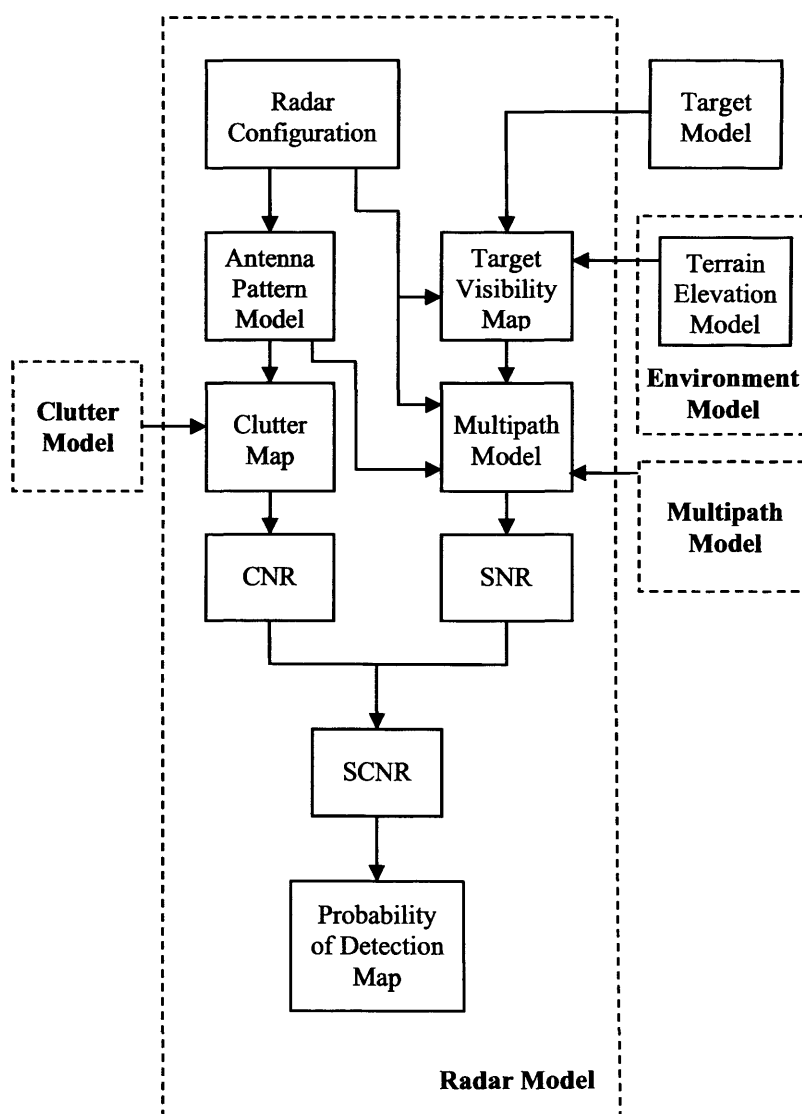 Radar
Configuration
Target
Model
Antenna
Pattern
Model
Target
Visibility
Map
Terrain
Elevation
Model
Environment
Model
Clutter
Model
Clutter
Map
Multipath
Model
Multipath
Model
CNR
SNR
SCNR
Probability
of Detection
Map
Radar Model